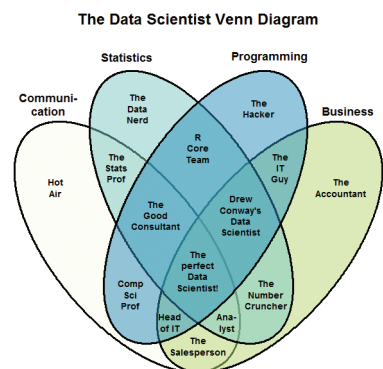 The Data Scientist Venn Diagram
Statistics
Programming
Communi-
cation
Business
The
Data
Nerd
The
Hacker
R
Core
Team
The
Stats
Prof
The
IT
Guy
Hot
Air
The
Accountant
The
Good
Consultant
Drew
Conway's
Data
Scientist
The
perfect
Data
Scientist!
Comp
Sci
Prof
The
Number
Cruncher
Head
of IT
Ana-
lyst
The
Salesperson